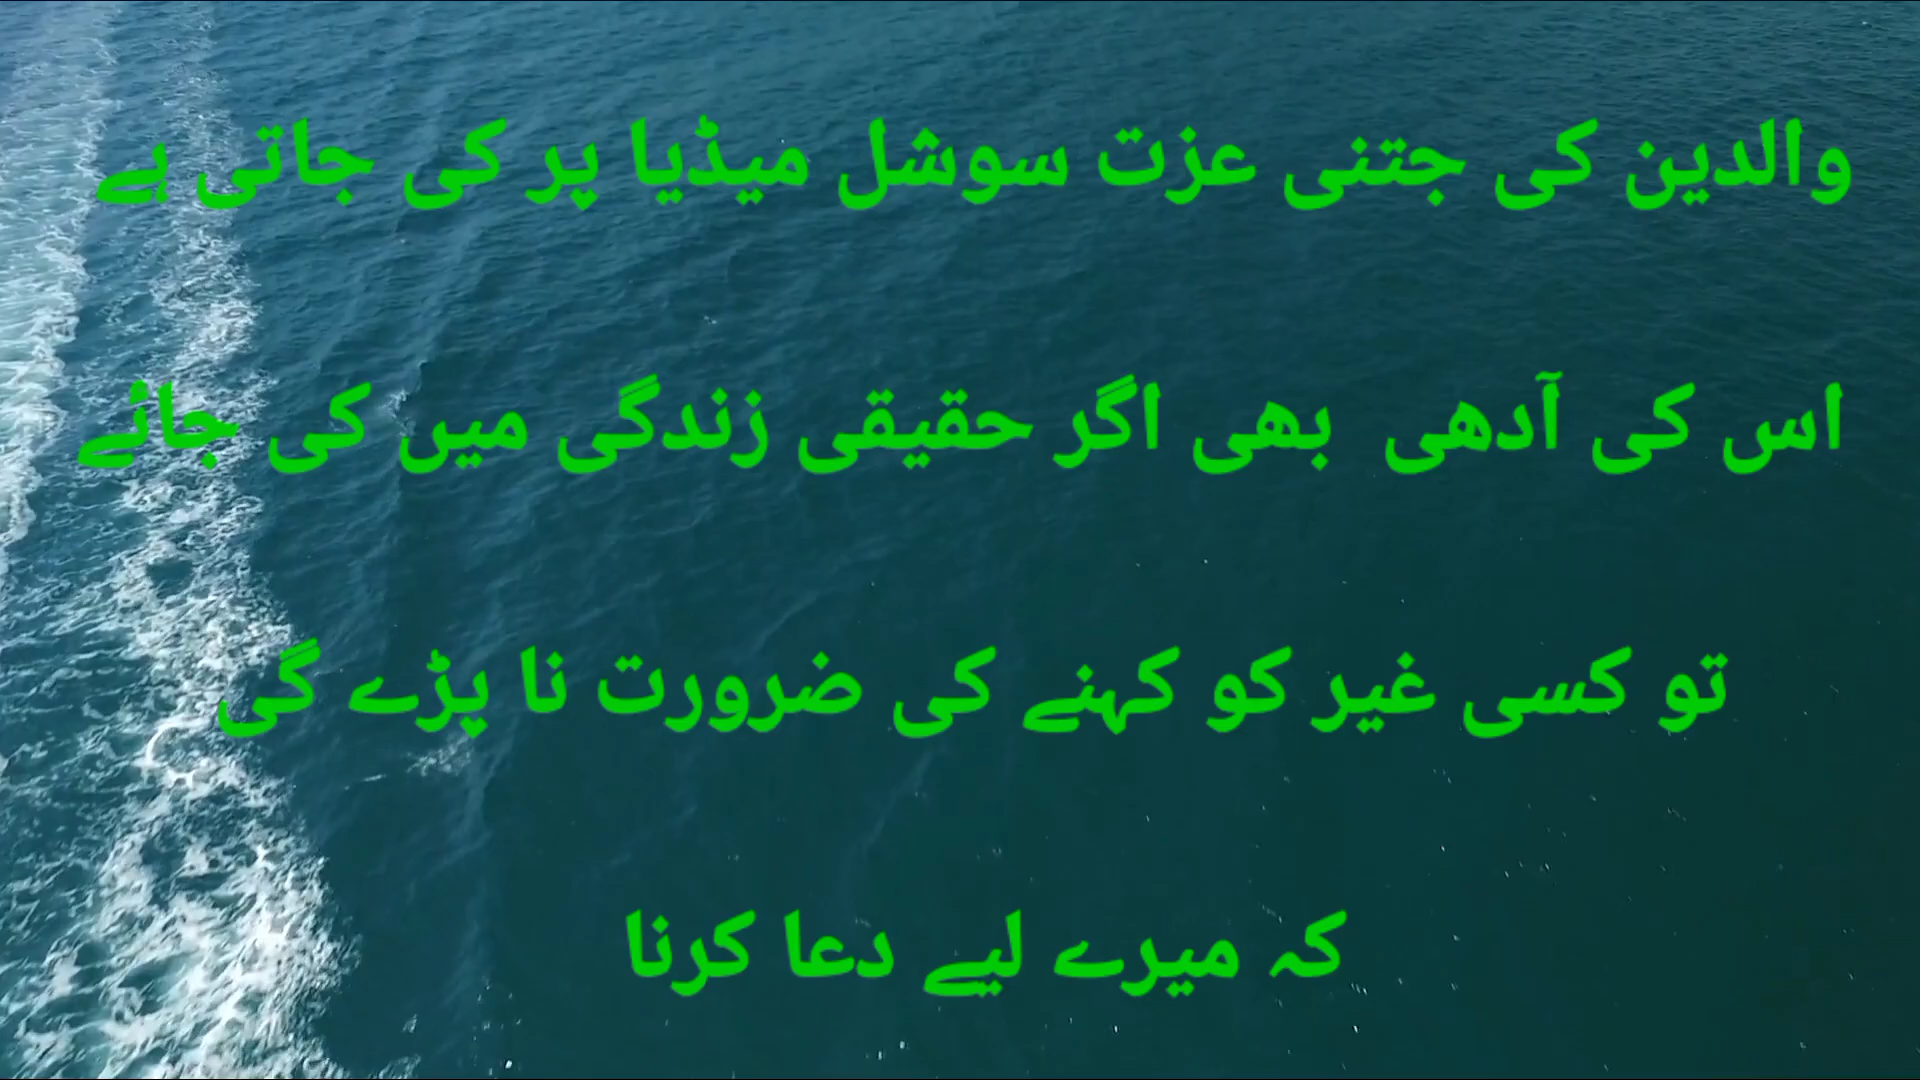 والدین کی جتنی عزت سوشل میڈیا پر کی جاتی ہے
اس کی آدھی بھی اگر حقیقی زندگی میں کی جائے
تو کسی غیر کو کہنے کی ضرورت نا پڑے گی
کہ میرے لیے دعا کرنا